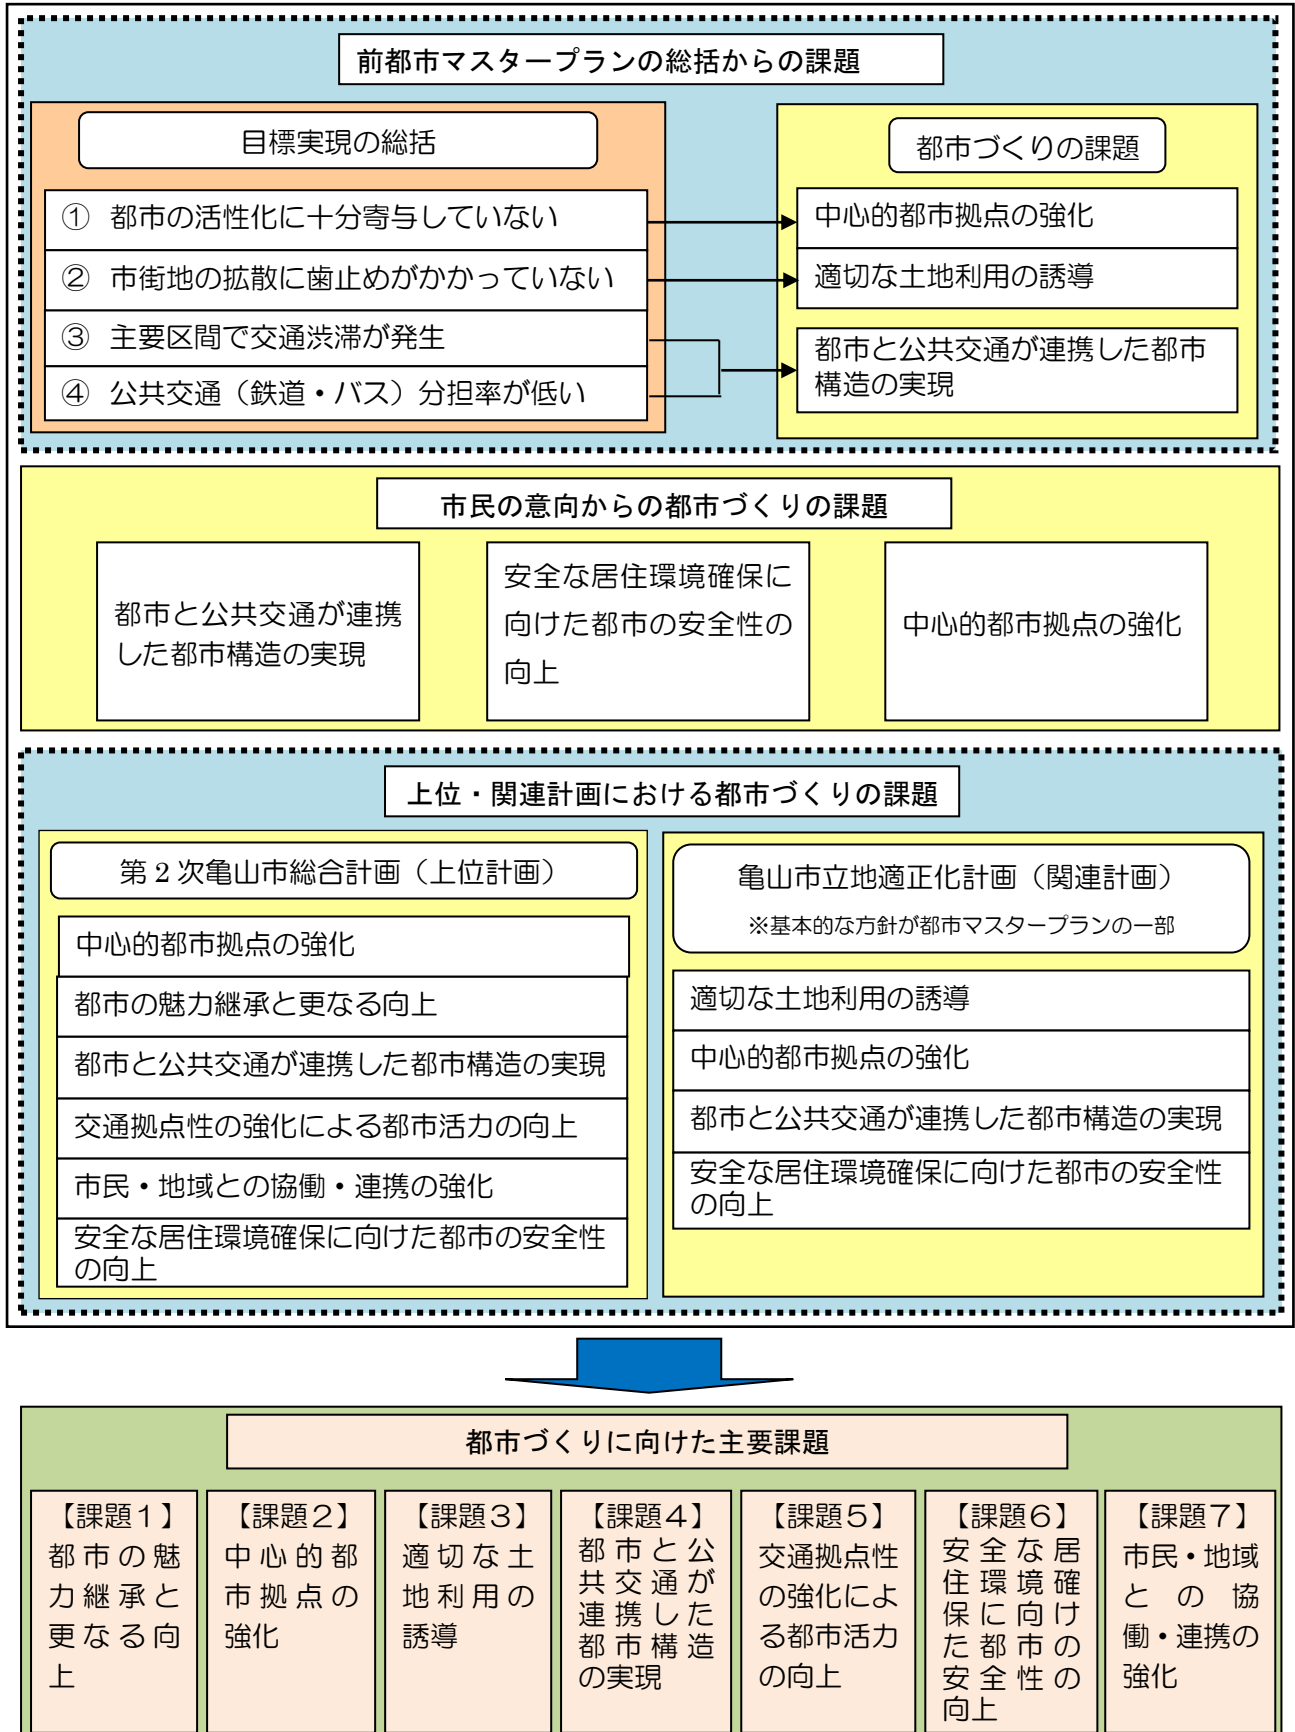 前都市マスタープランの総括からの課題
目標実現の総括
① 都市の活性化に十分寄与していない
② 市街地の拡散に歯止めがかかっていない
③ 主要区間で交通渋滞が発生
④ 公共交通（鉄道・バス）分担率が低い
都市づくりの課題
中心的都市拠点の強化
適切な土地利用の誘導
都市と公共交通が連携した都市
構造の実現
市民の意向からの都市づくりの課題
都市と公共交通が連携
した都市構造の実現
安全な居住環境確保に
向けた都市の安全性の
向上
中心的都市拠点の強化
上位・関連計画における都市づくりの課題
第２次亀山市総合計画（上位計画）
中心的都市拠点の強化
都市の魅力継承と更なる向上
都市と公共交通が連携した都市構造の実現
交通拠点性の強化による都市活力の向上
市民・地域との協働・連携の強化
安全な居住環境確保に向けた都市の安全性
の向上
亀山市立地適正化計画（関連計画）
※基本的な方針が都市マスタープランの一部
適切な土地利用の誘導
中心的都市拠点の強化
都市と公共交通が連携した都市構造の実現
安全な居住環境確保に向けた都市の安全性
の向上
都市づくりに向けた主要課題
【課題１】
都市の魅
力継承と
更なる向
上
【課題２】
中心的都
市拠点の
強化
【課題３】
適切な土
地利用の
誘導
【課題４】
都市と公
共交通が
連携した
都市構造
の実現
【課題５】
交通拠点性
の強化によ
る都市活力
の向上
【課題６】
安全な居
住環境確
保に向け
た都市の
安全性の
向上
【課題７】
市民・地域
との協
働・連携の
強化